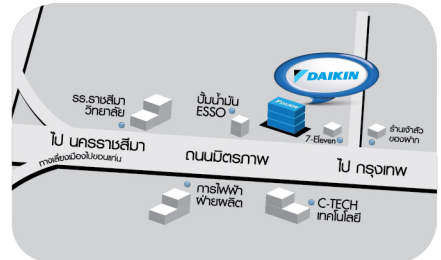 DAIKIN
DAIKIN
รร.ราชสีมา
วิทยาลัย
ปั้มน้ำมัน
ESSO
7-Eleven
ร้านเจ้าสัว
ของฝาก
ไป นครราชสีมา
ทางเลี่ยงเมืองไปขอนแก่น
ถนนมิตรภาพ
ไป กรุงเทพ
การไฟฟ้า
ฝ่ายผลิต
C-TECH
เทคโนโลยี